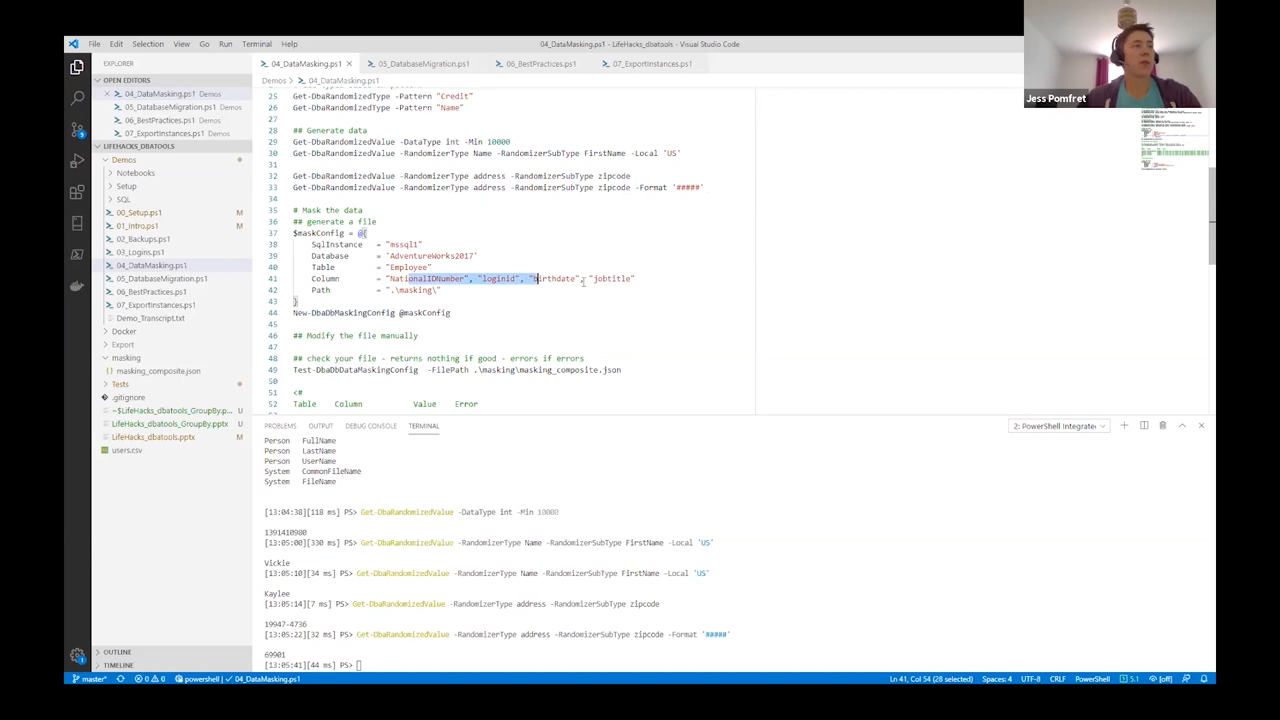 File Edit Selection View Go Run Terminal Help
04_DataMasking.ps1 - LifeHacks_dbatools - Visual Studio Code
Jess Pomfret
EXPLORER
OPEN EDITORS
04_DataMasking.ps1 Demos
05_DatabaseMigration.ps1 Demos
06_BestPractices.ps1 Demos
07_ExportInstances.ps1 Demos
LIFEHACKS_DBATOOLS
Demos
Notebooks
Setup
SQL
00_Setup.ps1 M
01_Intro.ps1 M
02_Backups.ps1
03_Logins.ps1
04_DataMasking.ps1
05_DatabaseMigration.ps1
06_BestPractices.ps1
07_ExportInstances.ps1
Demo_Transcript.txt
Docker
Export
masking
masking_composite.json
Tests
.gitignore
~$LifeHacks_dbatools_GroupBy.p... U
LifeHacks_dbatools_GroupBy.pptx U
LifeHacks_dbatools.pptx M
users.csv
OUTLINE
TIMELINE
04_DataMasking.ps1 05_DatabaseMigration.ps1 06_BestPractices.ps1 07_ExportInstances.ps1
Demos > 04_DataMasking.ps1
25 Get-DbaRandomizedType -Pattern "Credit"
26 Get-DbaRandomizedType -Pattern "Name"
27
28 ## Generate data
29 Get-DbaRandomizedValue -DataType int -Min 10000
30 Get-DbaRandomizedValue -RandomizerType Name -RandomizerSubType FirstName -Local 'US'
31
32 Get-DbaRandomizedValue -RandomizerType address -RandomizerSubType zipcode
33 Get-DbaRandomizedValue -RandomizerType address -RandomizerSubType zipcode -Format '#####'
34
35 # Mask the data
36 ## generate a file
37 $maskConfig = @{
38 SqlInstance = "mssql1"
39 Database = 'AdventureWorks2017'
40 Table = "Employee"
41 Column = "NationalIDNumber", "loginid", "birthdate", "jobtitle"
42 Path = ".\masking\"
43 }
44 New-DbaDbMaskingConfig @maskConfig
45
46 ## Modify the file manually
47
48 ## check your file - returns nothing if good - errors if errors
49 Test-DbaDbDataMaskingConfig -FilePath .\masking\masking_composite.json
50
51 <#
52 Table Column Value Error
PROBLEMS OUTPUT DEBUG CONSOLE TERMINAL
2: PowerShell Integrate
Person FullName
Person LastName
Person UserName
System CommonFileName
System FileName
[13:04:38][118 ms] PS> Get-DbaRandomizedValue -DataType int -Min 10000
1391410980
[13:05:00][330 ms] PS> Get-DbaRandomizedValue -RandomizerType Name -RandomizerSubType FirstName -Local 'US'
Vickie
[13:05:10][34 ms] PS> Get-DbaRandomizedValue -RandomizerType Name -RandomizerSubType FirstName -Local 'US'
Kaylee
[13:05:14][7 ms] PS> Get-DbaRandomizedValue -RandomizerType address -RandomizerSubType zipcode
19947-4736
[13:05:22][32 ms] PS> Get-DbaRandomizedValue -RandomizerType address -RandomizerSubType zipcode -Format '#####'
69901
[13:05:41][44 ms] PS>
master* 0 0 powershell | 04_DataMasking.ps1
Ln 41, Col 54 (28 selected) Spaces: 4 UTF-8 CRLF PowerShell 5.1 [off]